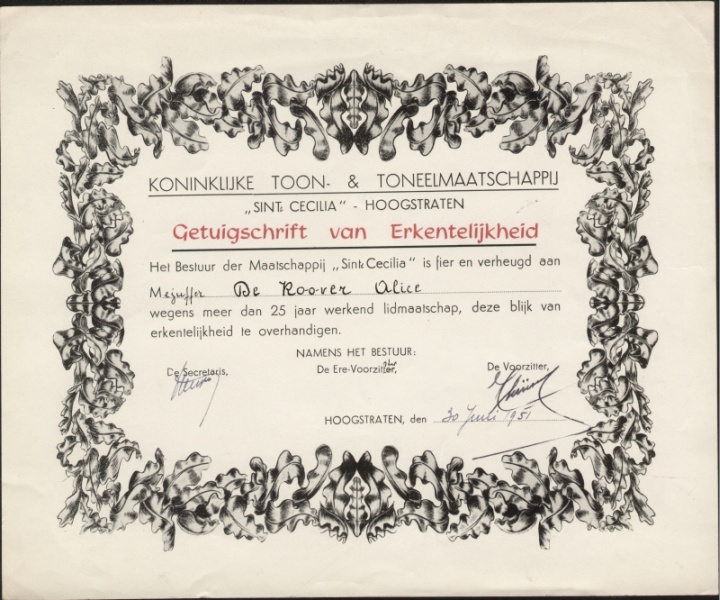 KONINKLIJKE TOON- & TONEELMAATSCHAPPIJ
„SINTE CECILIA" - HOOGSTRATEN
Getuigschrift van Erkentelijkheid
Het Bestuur der Maatschappij „Sinte Cecilia" is fier en verheugd aan
Mejuffer De Roover Alice
wegens meer dan 25 jaar werkend lidmaatschap, deze blijk van
erkentelijkheid te overhandigen.
NAMENS HET BESTUUR:
De Secretaris, De Ere-Voorzitter, De Voorzitter,
HOOGSTRATEN, den 30 Juli 1951